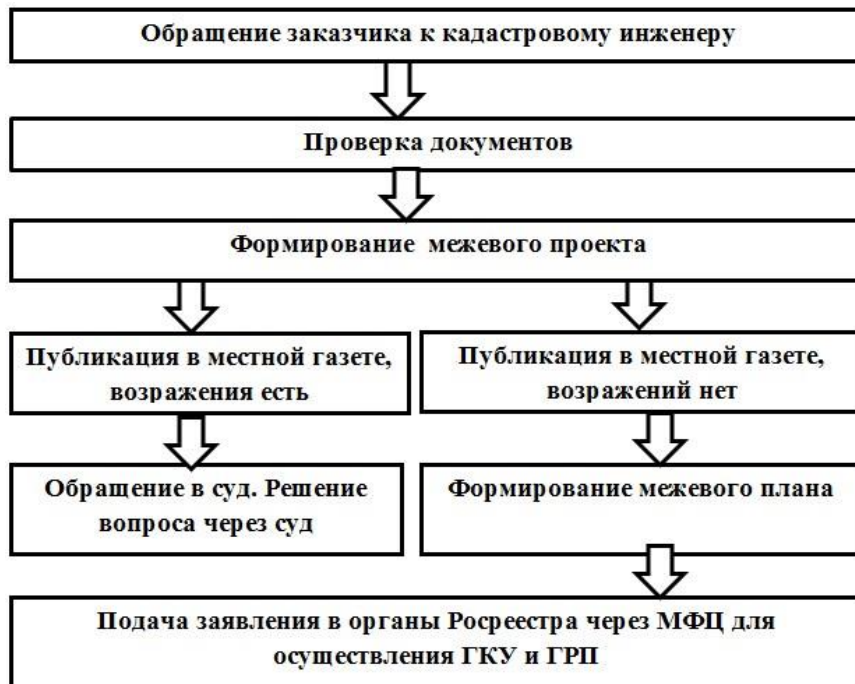 Обращение заказчика к кадастровому инженеру
Проверка документов
Формирование межевого проекта
Публикация в местной газете,
возражения есть
Публикация в местной газете,
возражений нет
Обращение в суд. Решение
вопроса через суд
Формирование межевого плана
Подача заявления в органы Росреестра через МФЦ для
осуществления ГКУ и ГРП